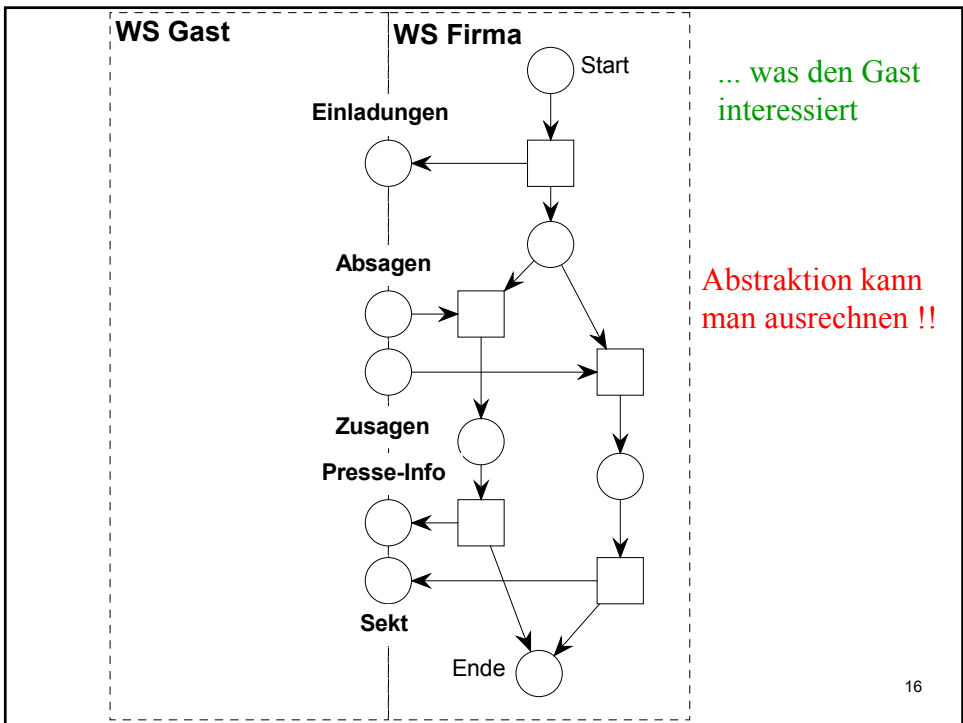 WS Gast
WS Firma
Start
... was den Gast
interessiert
Einladungen
Absagen
Abstraktion kann
man ausrechnen !!
Zusagen
Presse-Info
Sekt
Ende
16